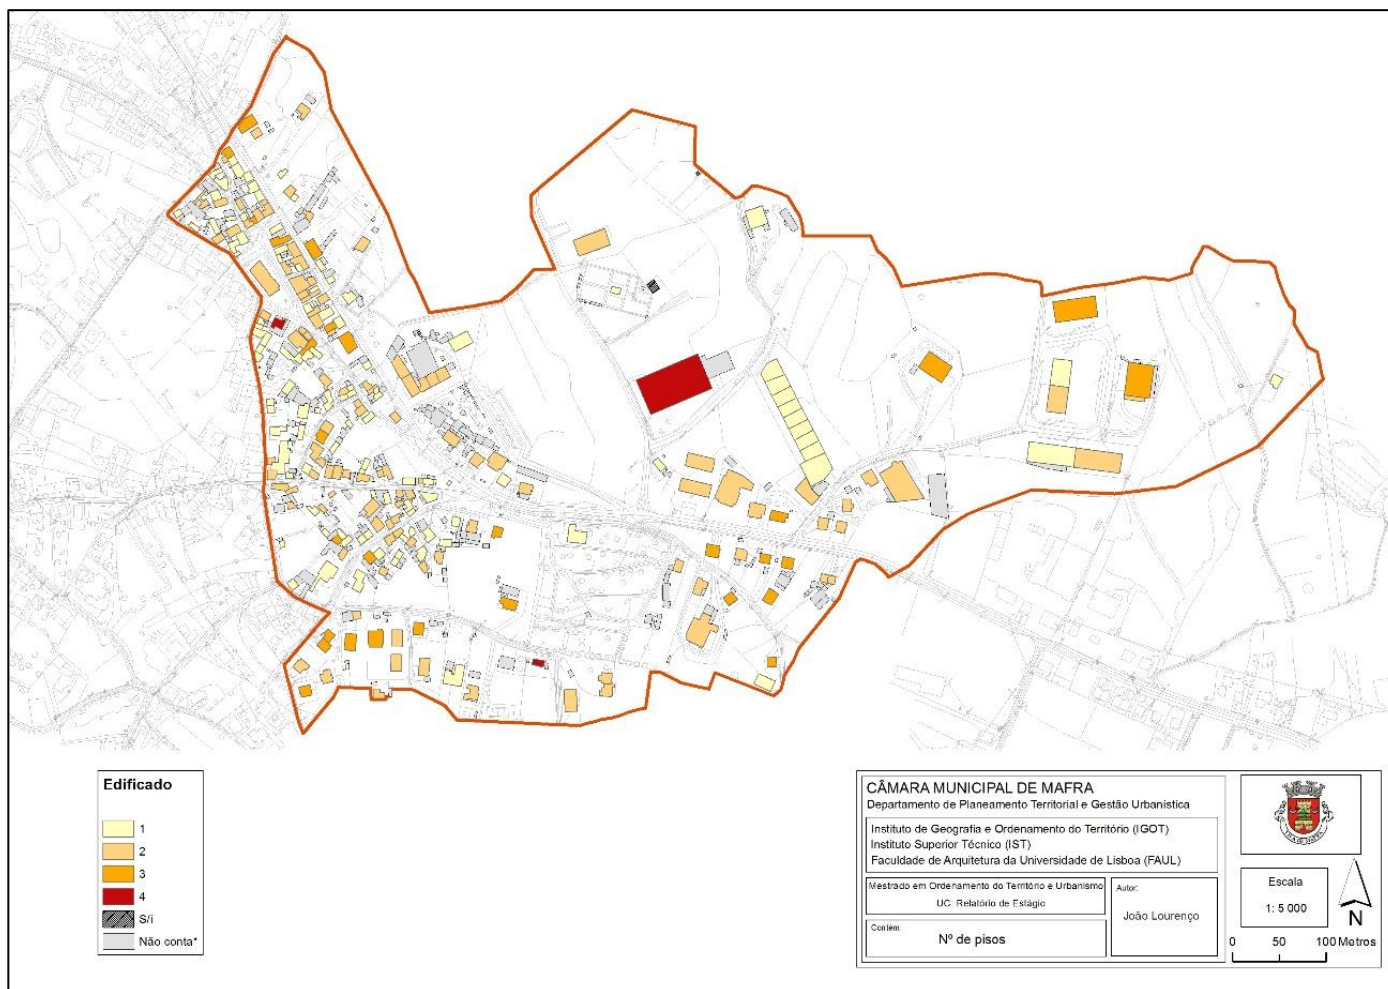 Edificado
1
2
3
4
S/i
Não conta*
CÂMARA MUNICIPAL DE MAFRA
Departamento de Planeamento Territorial e Gestão Urbanística
Instituto de Geografia e Ordenamento do Território (IGOT)
Instituto Superior Técnico (IST)
Faculdade de Arquitetura da Universidade de Lisboa (FAUL)
Mestrado em Ordenamento do Território e Urbanismo
UC. Relatório de Estágio
Autor:
João Lourenço
Contém:
Nº de pisos
Escala
1: 5 000
N
0 50 100 Metros